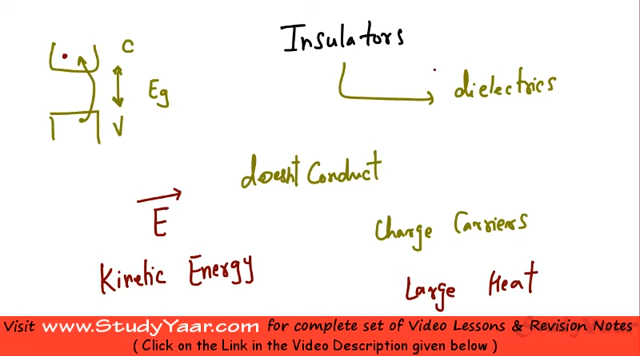 Insulators
C
Eg
V
dielectrics
doesnt Conduct
E
Charge Carriers
Kinetic Energy
Large Heat
Visit www.StudyYaar.com for complete set of Video Lessons & Revision Notes
( Click on the Link in the Video Description given below )